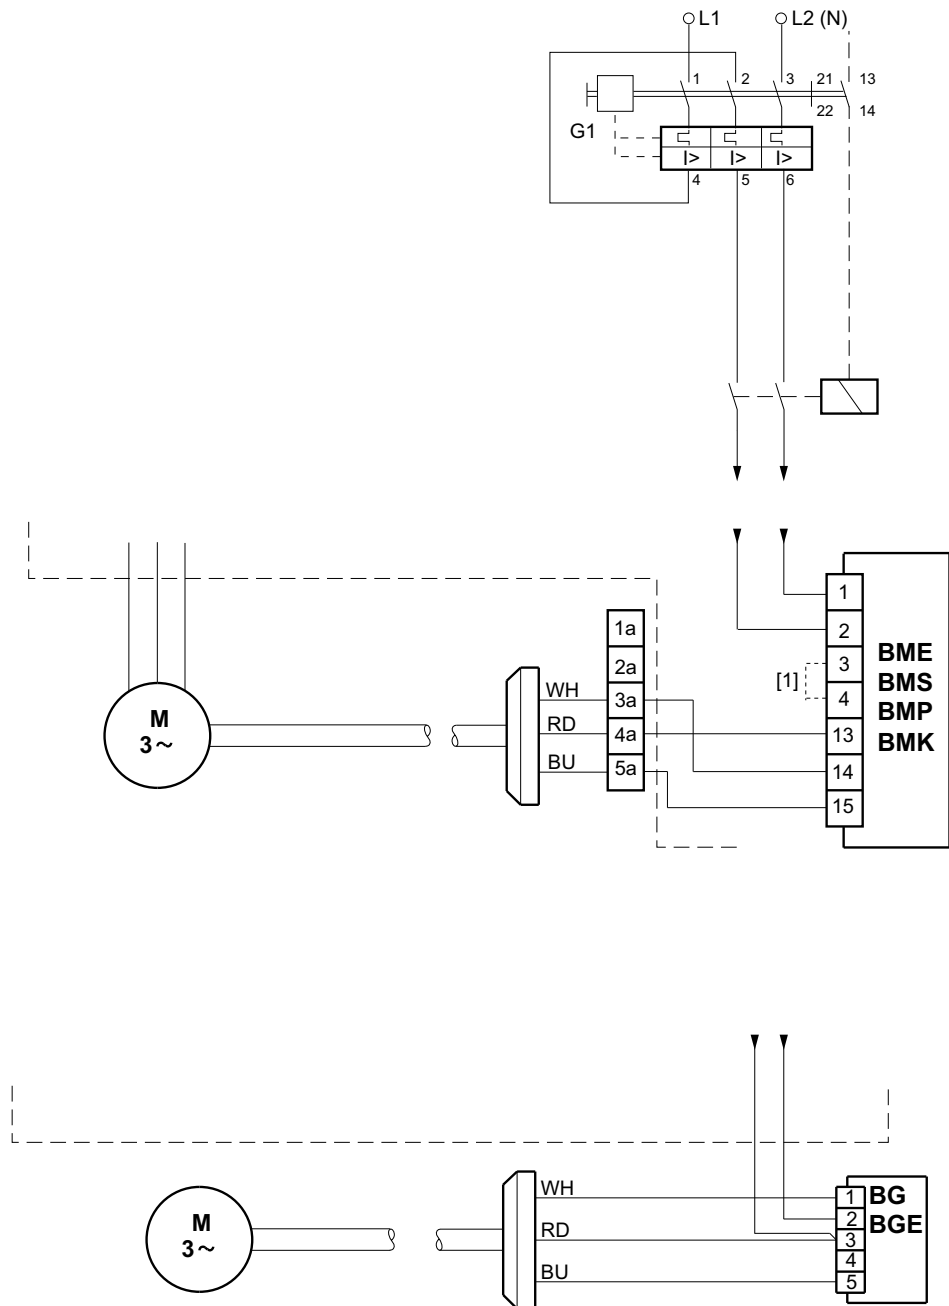 L1
L2 (N)
1
2
3
21
13
22
14
G1
I>
I>
I>
4
5
6
1
2
3
4
13
14
15
[1]
BME
BMS
BMP
BMK
1a
2a
3a
4a
5a
WH
RD
BU
M
3~
WH
RD
BU
M
3~
1
2
3
4
5
BG
BGE